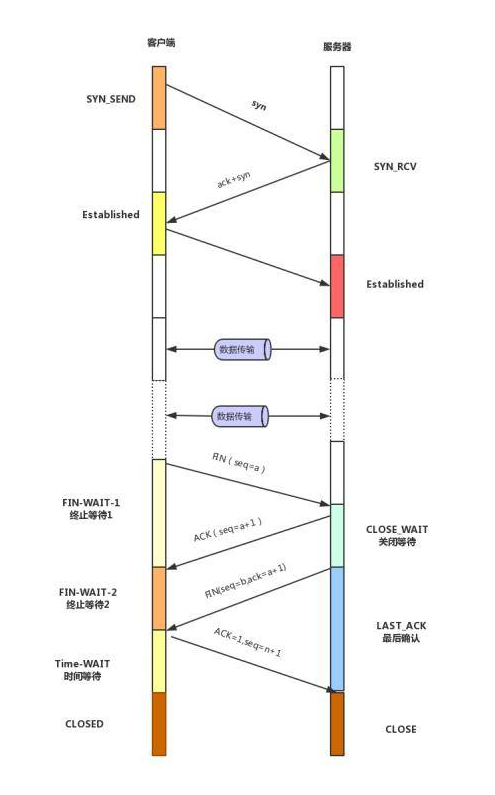 客户端
服务器
SYN_SEND
syn
SYN_RCV
ack+syn
Established
Established
数据传输
数据传输
FIN ( seq=a )
FIN-WAIT-1
终止等待1
ACK ( seq=a+1 )
CLOSE_WAIT
关闭等待
FIN(seq=b,ack=a+1)
FIN-WAIT-2
终止等待2
LAST_ACK
最后确认
ACK=1,seq=n+1
Time-WAIT
时间等待
CLOSED
CLOSE